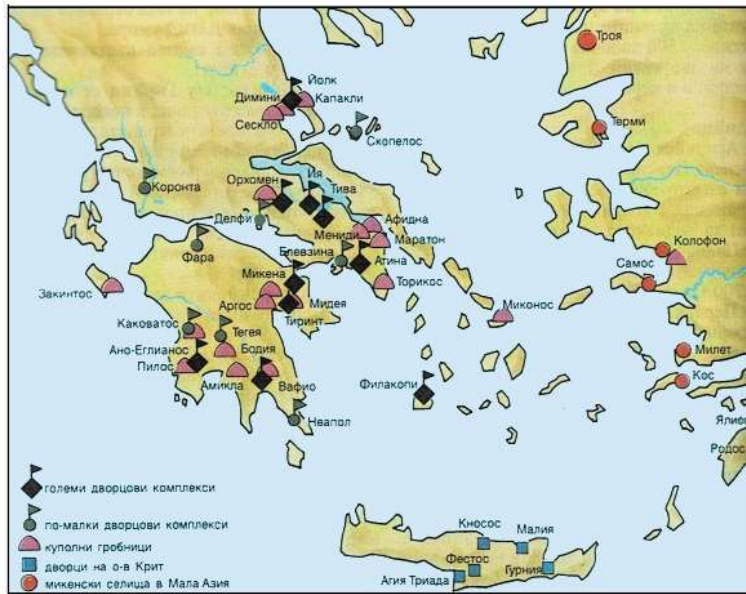 Троя
Йолк
Димини
Капакли
Сескло
Скопелос
Терми
Коронта
Орхомен
Ия
Тива
Делфи
Мениди
Афидна
Маратон
Фара
Елевзина
Атина
Колофон
Самос
Закинтос
Микена
Торикос
Миконос
Аргос
Мидея
Тиринт
Каковатос
Тегея
Бодия
Ано-Еглианос
Пилос
Амикла
Вафио
Филакопи
Милет
Кос
Неапол
Родос
големи дворцови комплекси
по-малки дворцови комплекси
куполни гробници
дворци на о-в Крит
микенски селища в Мала Азия
Кносос
Малия
Фестос
Гурния
Агия Триада